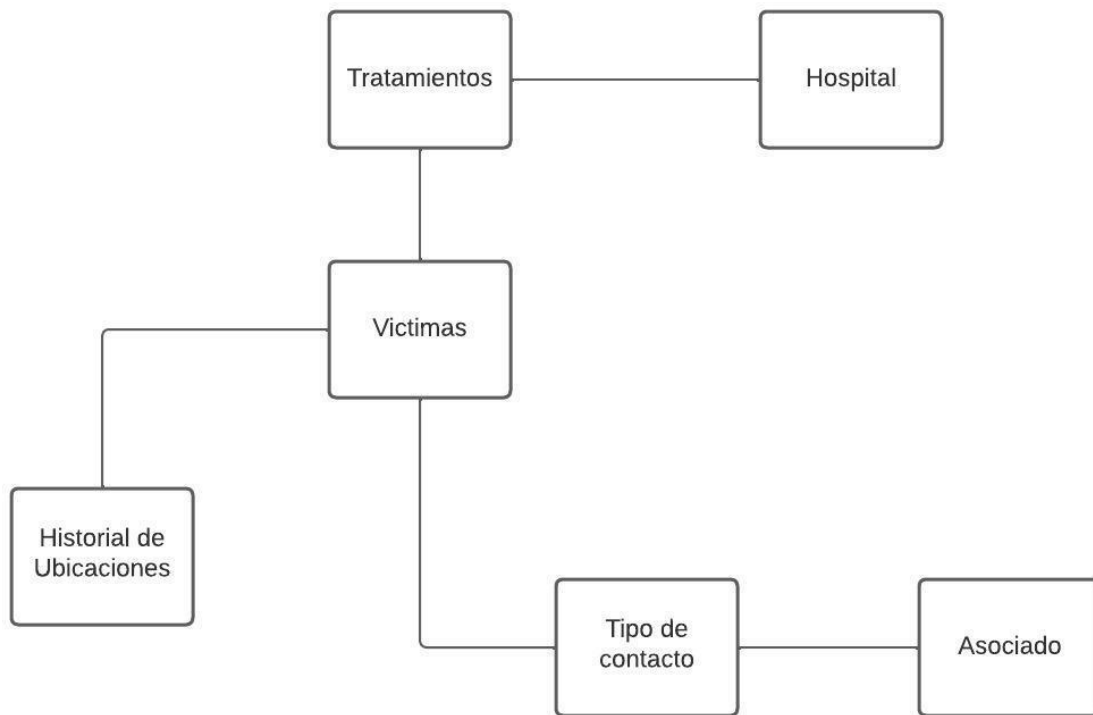 Tratamientos
Hospital
Victimas
Historial de
Ubicaciones
Tipo de
contacto
Asociado